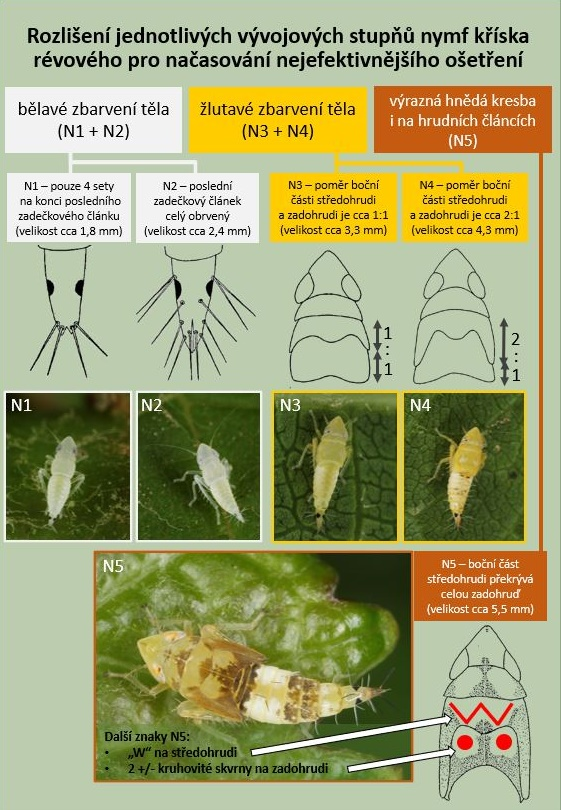 Rozlišení jednotlivých vývojových stupňů nymf kříska
révového pro načasování nejefektivnějšího ošetření
bělavé zbarvení těla
(N1 + N2)
žlutavé zbarvení těla
(N3 + N4)
výrazná hnědá kresba
i na hrudních článcích
(N5)
N1 – pouze 4 sety
na konci posledního
zadečkového článku
(velikost cca 1,8 mm)
N2 – poslední
zadečkový článek
celý obrvený
(velikost cca 2,4 mm)
N3 – poměr boční
části středohrudi
a zadohrudi je cca 1:1
(velikost cca 3,3 mm)
N4 – poměr boční
části středohrudi
a zadohrudi je cca 2:1
(velikost cca 4,3 mm)
1
:
1
2
:
1
N1
N2
N3
N4
N5
N5 – boční část
středohrudi překrývá
celou zadohruď
(velikost cca 5,5 mm)
Další znaky N5:
• „W" na středohrudi
• 2 +/- kruhovité skvrny na zadohrudi